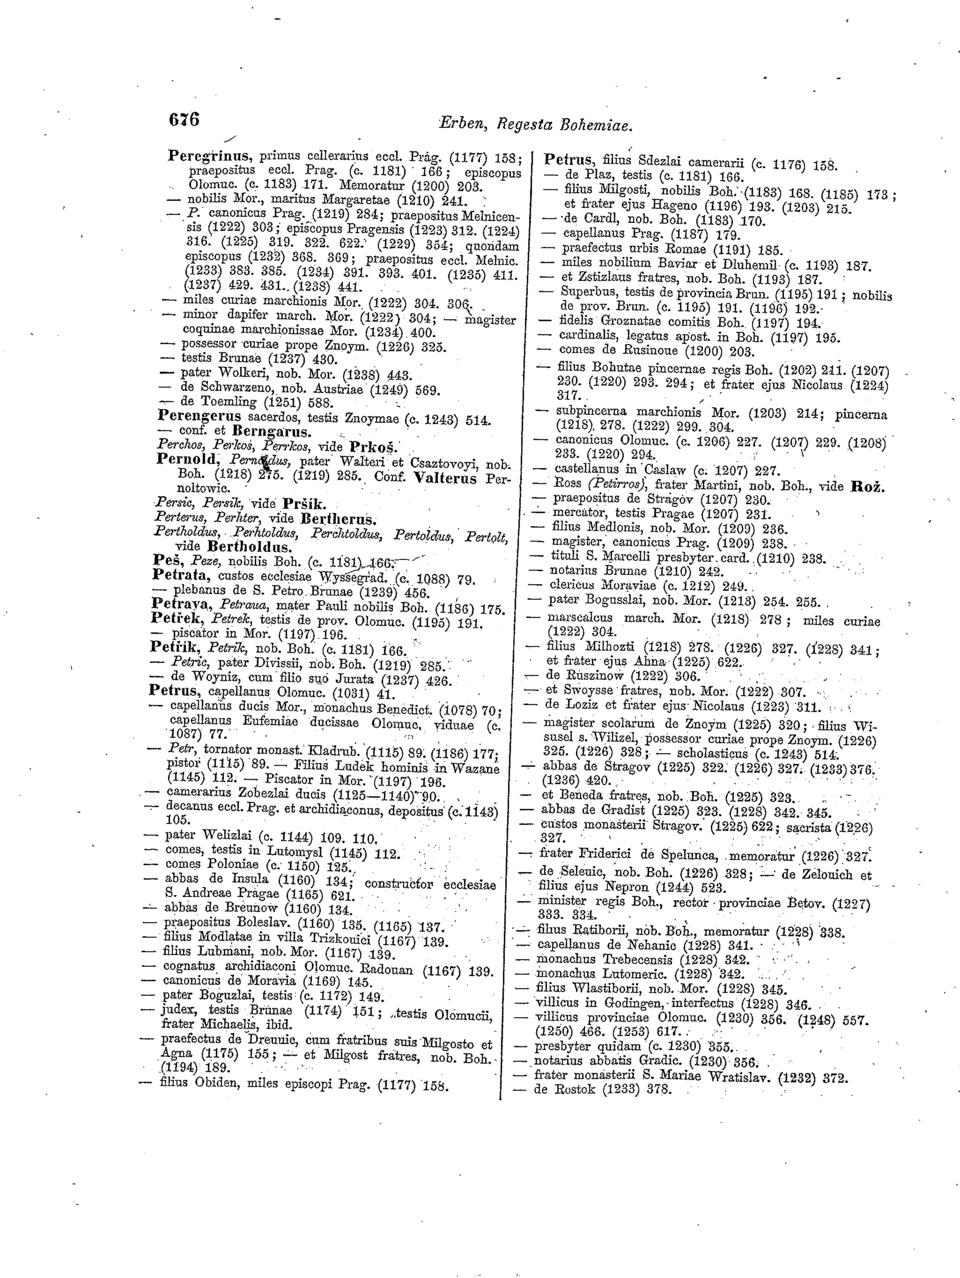 676
Erben, Regesta Bohemiae.
Peregrinus, primus cellerarius eccl. Prag. (1177) 158;
praepositus eccl. Prag. (c. 1181) 166; episcopus
Olomuc. (c. 1183) 171. Memoratur (1200) 203.
— nobilis Mor., maritus Margaretae (1210) 241.
— P. canonicus Prag. (1219) 284; praepositus Melnicen-
sis (1222) 303; episcopus Pragensis (1223) 312. (1224)
316. (1225) 319. 322. 622. (1229) 354; quondam
episcopus (1232) 368. 369; praepositus eccl. Melnic.
(1233) 383. 385. (1234) 391. 393. 401. (1235) 411.
(1237) 429. 431. (1238) 441.
— miles curiae marchionis Mor. (1222) 304. 306.
— minor dapifer march. Mor. (1222) 304; — magister
coquinae marchionissae Mor. (1234) 400.
— possessor curiae prope Znoym. (1226) 325.
— testis Brunae (1237) 430.
— pater Wolkeri, nob. Mor. (1238) 443.
— de Schwarzeno, nob. Austriae (1249) 569.
— de Toemling (1251) 588.
Perengerus sacerdos, testis Znoymae (c. 1243) 514.
— conf. et Berngarus.
Perchos, Perkos, Perrkos, vide Prkoš.
Pernold, pater Walteri et Csaztovoyi, nob.
Boh. (1218) 275. (1219) 285. Conf. Valterus Per-
noltowic.
Persic, Persik, vide Pršík.
Perterus, Perhter, vide Bertherus.
Pertholdus, Perhtoldus, Perchtoldus, Pertoldus, Pertolt,
vide Bertholdus.
Peš, Peze, nobilis Boh. (c. 1181) 166.
Petrata, custos ecclesiae Wyssegrad. (c. 1088) 79.
— plebanus de S. Petro Brunae (1239) 456.
Petrava, Petraua, mater Pauli nobilis Boh. (1186) 175.
Petrek, Petrek, testis de prov. Olomuc. (1195) 191.
— piscator in Mor. (1197) 196.
Petřík, Petrik, nob. Boh. (c. 1181) 166.
— Petric, pater Divissii, nob. Boh. (1219) 285.
— de Woyniz, cum filio suo Jurata (1237) 426.
Petrus, capellanus Olomuc. (1031) 41.
— capellanus ducis Mor., monachus Benedict. (1078) 70;
capellanus Eufemiae ducissae Olomuc. viduae (c.
1087) 77.
— Petr, tornator monast. Kladrub. (1115) 89. (1186) 177;
pistor (1115) 89. — Filius Ludek hominis in Wazane
(1145) 112. — Piscator in Mor. (1197) 196.
— camerarius Zobezlai ducis (1125—1140) 90.
— decanus eccl. Prag. et archidiaconus, depositus (c. 1143)
105.
— pater Welizlai (c. 1144) 109. 110.
— comes, testis in Lutomysl (1145) 112.
— comes Poloniae (c. 1150) 125.
— abbas de Insula (1160) 134; constructor ecclesiae
S. Andreae Pragae (1165) 621.
— abbas de Breunow (1160) 134.
— praepositus Boleslav. (1160) 135. (1165) 137.
— filius Modlatae in villa Trizkouici (1167) 139.
— filius Lubmani, nob. Mor. (1167) 139.
— cognatus archidiaconi Olomuc. Radouan (1167) 139.
— canonicus de Moravia (1169) 145.
— pater Boguzlai, testis (c. 1172) 149.
— judex, testis Brunae (1174) 151; testis Olomucii,
frater Michaelis, ibid.
— praefectus de Dreunic, cum fratribus suis Milgosto et
Agna (1175) 155; — et Milgost fratres, nob. Boh.
(1194) 189.
— filius Obiden, miles episcopi Prag. (1177) 158.
Petrus, filius Sdezlai camerarii (c. 1176) 158.
— de Plaz, testis (c. 1181) 166.
— filius Milgosti, nobilis Boh. (1183) 168. (1185) 173;
et frater ejus Hageno (1196) 193. (1203) 215.
— de Cardl, nob. Boh. (1183) 170.
— capellanus Prag. (1187) 179.
— praefectus urbis Romae (1191) 185.
— miles nobilium Baviar et Dluhemil (c. 1193) 187.
— et Zstizlaus fratres, nob. Boh. (1193) 187.
— Superbus, testis de provincia Brun. (1195) 191; nobilis
de prov. Brun. (c. 1195) 191. (1196) 192.
— fidelis Groznatae comitis Boh. (1197) 194.
— cardinalis, legatus apost. in Boh. (1197) 195.
— comes de Rusinoue (1200) 203.
— filius Bohutae pincernae regis Boh. (1202) 211. (1207)
230. (1220) 293. 294; et frater ejus Nicolaus (1224)
317.
— subpincerna marchionis Mor. (1203) 214; pincerna
(1218). 278. (1222) 299. 304.
— canonicus Olomuc. (c. 1206) 227. (1207) 229. (1208)
233. (1220) 294.
— castellanus in Caslaw (c. 1207) 227.
— Ross (Petirros), frater Martini, nob. Boh., vide Rož.
— praepositus de Stragov (1207) 230.
— mercator, testis Pragae (1207) 231.
— filius Medlonis, nob. Mor. (1209) 236.
— magister, canonicus Prag. (1209) 238.
— tituli S. Marcelli presbyter card. (1210) 238.
— notarius Brunae (1210) 242.
— clericus Moraviae (c. 1212) 249.
— pater Bogusslai, nob. Mor. (1213) 254. 255.
— marscalcus march. Mor. (1218) 278; miles curiae
(1222) 304.
— filius Milhozti (1218) 278. (1226) 327. (1228) 341;
et frater ejus Ahna (1225) 622.
— de Ruszinow (1222) 306.
— et Swoysse fratres, nob. Mor. (1222) 307.
— de Loziz et frater ejus Nicolaus (1223) 311.
— magister scolarum de Znoym (1225) 320; filius Wi-
susel s. Wilizel, possessor curiae prope Znoym. (1226)
325. (1226) 328; — scholasticus (c. 1243) 514.
— abbas de Stragov (1225) 322. (1226) 327. (1233) 376.
(1236) 420.
— et Beneda fratres, nob. Boh. (1225) 323.
— abbas de Gradist (1225) 323. (1228) 342. 345.
— custos monasterii Stragov. (1225) 622; sacrista (1226)
327.
— frater Friderici de Spelunca, memoratur (1226) 327.
— de Selenic, nob. Boh. (1226) 328; — de Zelouich et
filius ejus Nepron (1244) 523.
— minister regis Boh., rector provinciae Betov. (1227)
333. 334.
— filius Ratiborii, nob. Boh., memoratur (1228) 338.
— capellanus de Nehanic (1228) 341.
— monachus Trebecensis (1228) 342.
— monachus Lutomeric. (1228) 342.
— filius Wlastiborii, nob. Mor. (1228) 345.
— villicus in Godingen, interfectus (1228) 346.
— villicus provinciae Olomuc. (1230) 356. (1248) 557.
(1250) 466. (1253) 617.
— presbyter quidam (c. 1230) 355.
— notarius abbatis Gradic. (1230) 356.
— frater monasterii S. Mariae Wratislav. (1232) 372.
— de Rostok (1233) 378.